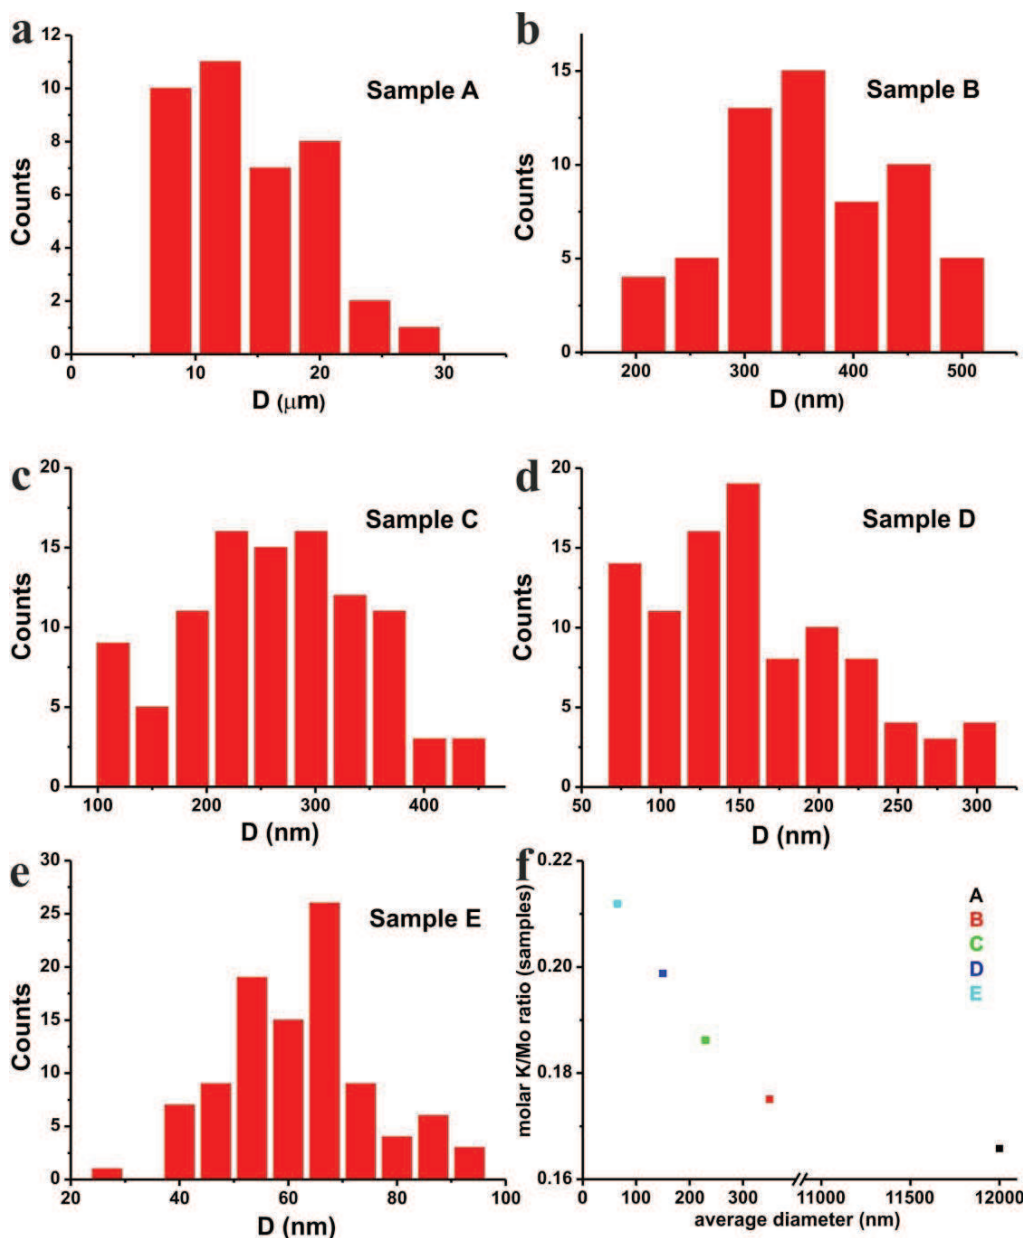 a
12
10
8
6
4
2
0
Counts
Sample A
0 10 20 30
D (μm)
b
15
10
5
0
Counts
Sample B
200 300 400 500
D (nm)
c
20
15
10
5
0
Counts
Sample C
100 200 300 400
D (nm)
d
20
15
10
5
0
Counts
Sample D
50 100 150 200 250 300
D (nm)
e
30
25
20
15
10
5
0
Counts
Sample E
20 40 60 80 100
D (nm)
f
0.22
0.20
0.18
0.16
molar K/Mo ratio (samples)
A
B
C
D
E
0 100 200 300 11000 11500 12000
average diameter (nm)